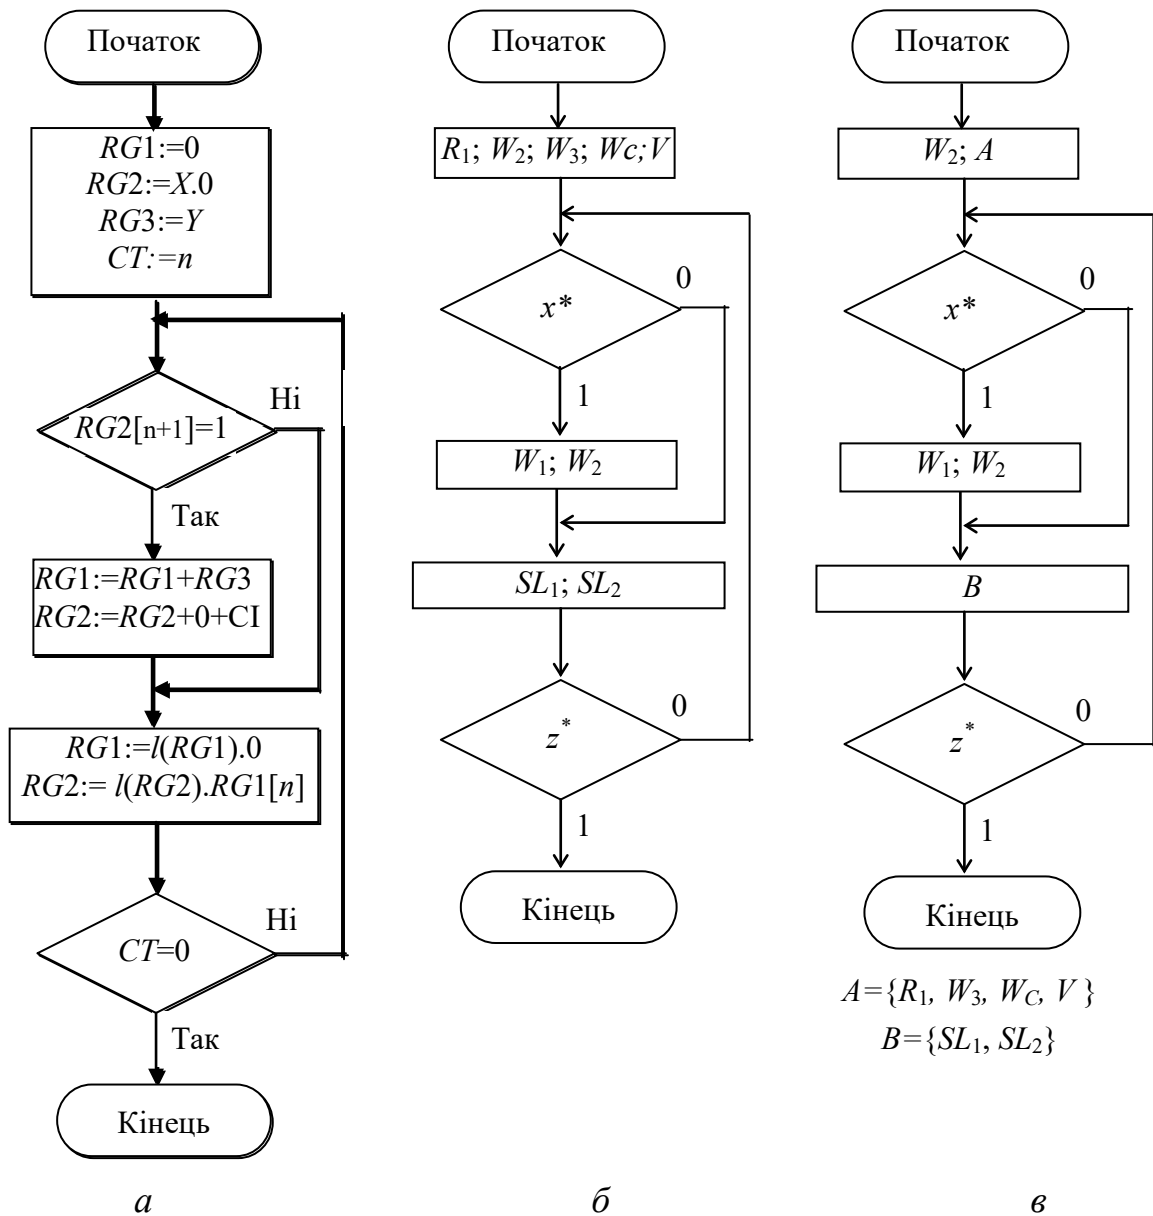 Початок
RG1:=0
RG2:=X.0
RG3:=Y
CT:=n
RG2[n+1]=1
Ні
Так
RG1:=RG1+RG3
RG2:=RG2+0+CI
RG1:=l(RG1).0
RG2:= l(RG2).RG1[n]
CT=0
Ні
Так
Кінець
а
Початок
R₁; W₂; W₃; Wc;V
x*
0
1
W₁; W₂
SL₁; SL₂
z*
0
1
Кінець
б
Початок
W₂; A
x*
0
1
W₁; W₂
B
z*
0
1
Кінець
A={R₁, W₃, W_C, V }
B={SL₁, SL₂}
в